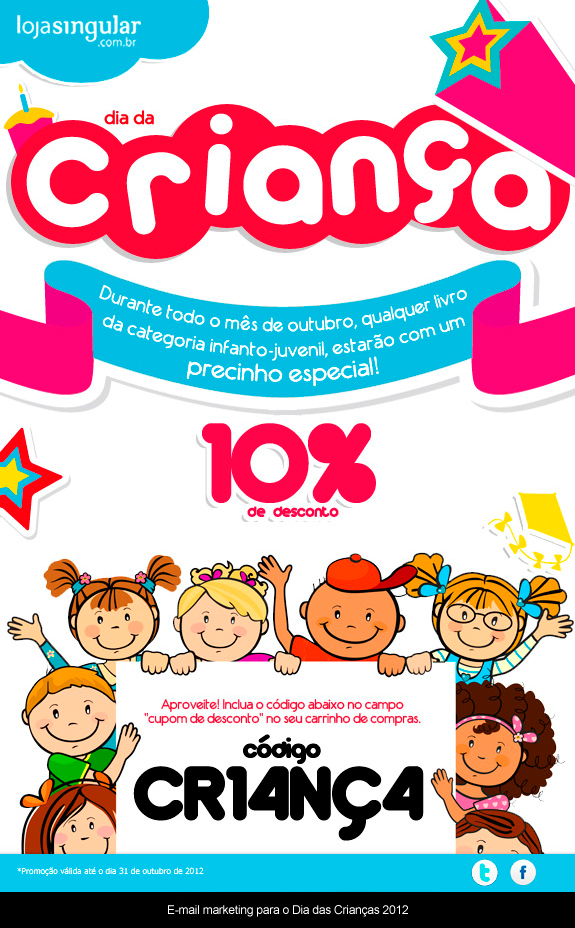 lojasingular
.com.br
dia da
criança
Durante todo o mês de outubro, qualquer livro
da categoria infanto-juvenil, estarão com um
precinho especial!
10%
de desconto
Aproveite! Inclua o código abaixo no campo
"cupom de desconto" no seu carrinho de compras.
código
CR14NÇ4
*Promoção válida até o dia 31 de outubro de 2012
t f
E-mail marketing para o Dia das Crianças 2012